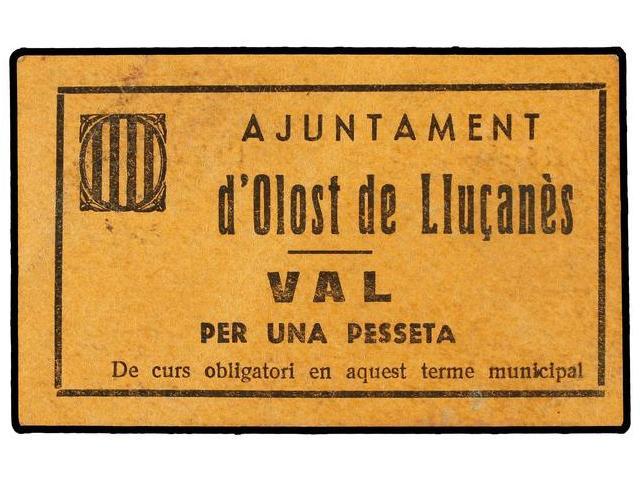 AJUNTAMENT
d'Olost de Lluçanès
VAL
PER UNA PESSETA
De curs obligatori en aquest terme municipal